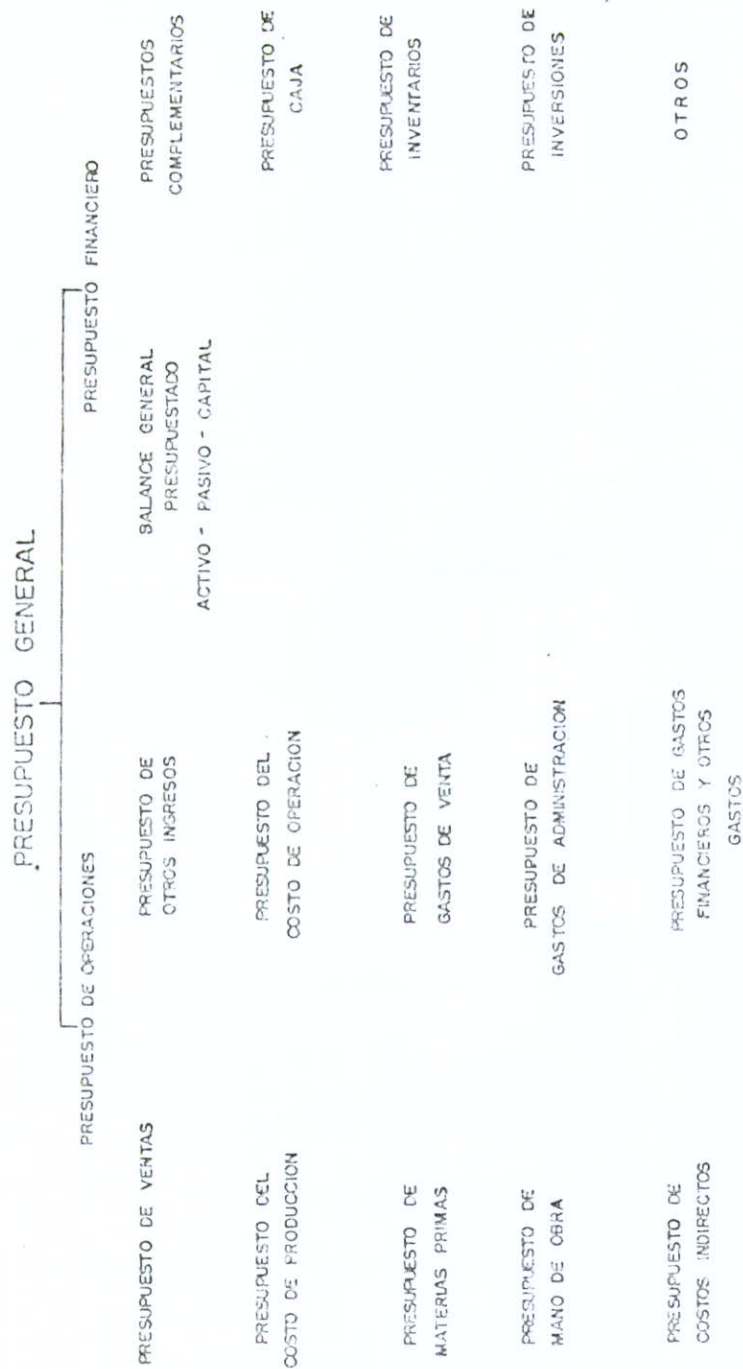 PRESUPUESTO GENERAL
PRESUPUESTO DE OPERACIONES
PRESUPUESTO FINANCIERO
PRESUPUESTO DE VENTAS
PRESUPUESTO DE
OTROS INGRESOS
BALANCE GENERAL
PRESUPUESTADO
ACTIVO - PASIVO - CAPITAL
PRESUPUESTOS
COMPLEMENTARIOS
PRESUPUESTO DEL
COSTO DE PRODUCCION
PRESUPUESTO DEL
COSTO DE OPERACION
PRESUPUESTO DE
CAJA
PRESUPUESTO DE
MATERIAS PRIMAS
PRESUPUESTO DE
GASTOS DE VENTA
PRESUPUESTO DE
INVENTARIOS
PRESUPUESTO DE
MANO DE OBRA
PRESUPUESTO DE
GASTOS DE ADMINISTRACION
PRESUPUESTO DE
INVERSIONES
PRESUPUESTO DE
COSTOS INDIRECTOS
PRESUPUESTO DE GASTOS
FINANCIEROS Y OTROS
GASTOS
OTROS